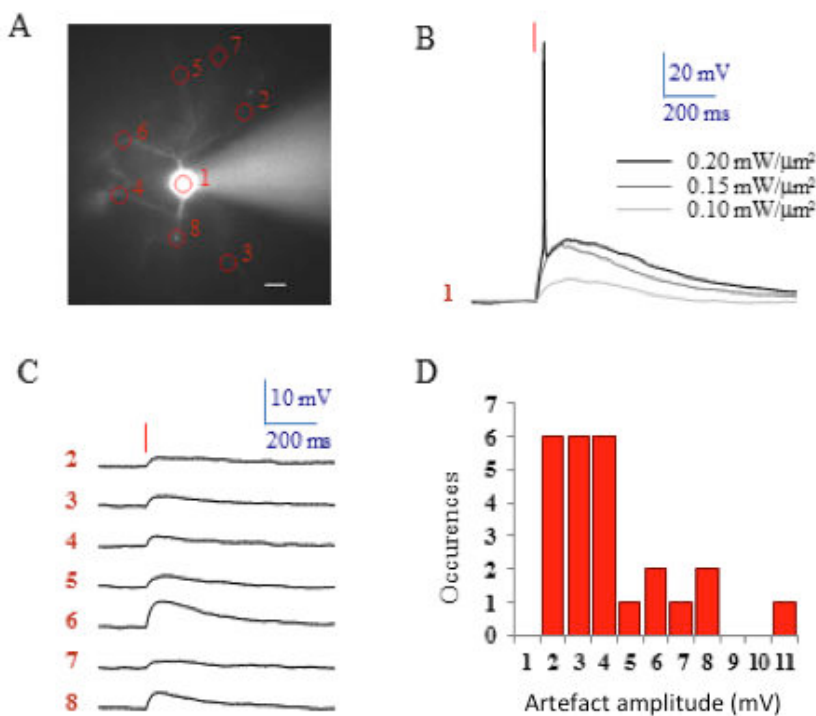 A
7
5
2
6
1
4
8
3
B
20 mV
200 ms
0.20 mW/µm²
0.15 mW/µm²
0.10 mW/µm²
1
C
10 mV
200 ms
2
3
4
5
6
7
8
D
7
6
5
4
3
2
1
0
Occurences
1 2 3 4 5 6 7 8 9 10 11
Artefact amplitude (mV)